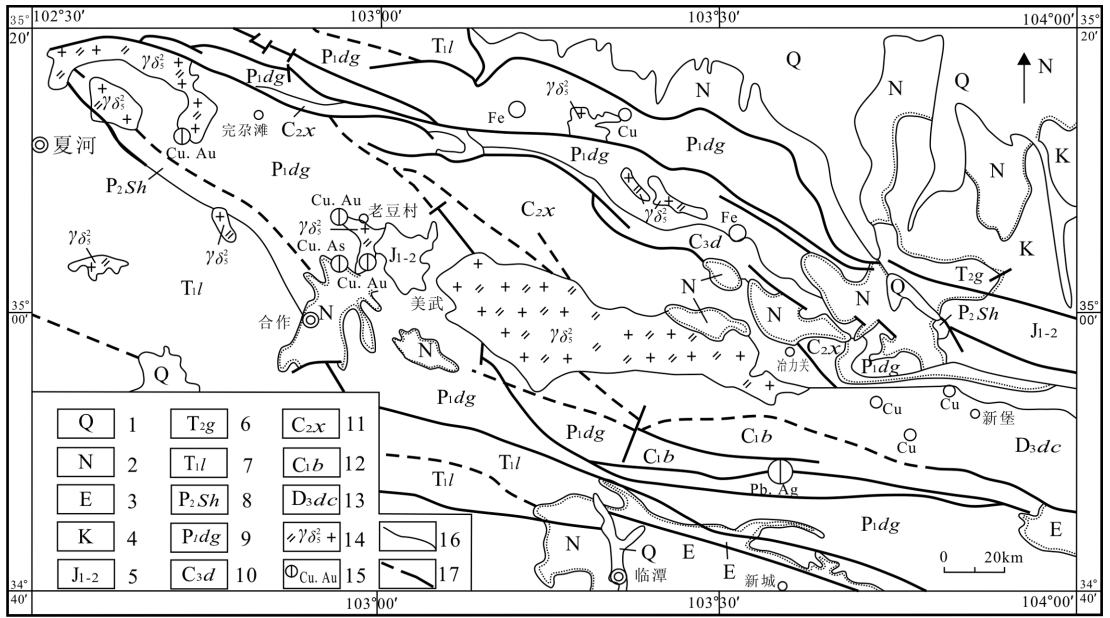 102°30′ 103°00′ 103°30′ 104°00′
35° 20′
35° 20′
T₁l
P₁dg
Q
N
Q
N
P₁dg
γδ₅²
N
γδ₅²
Fe
Cu
γδ₅²
完尕滩
C₂x
Cu. Au
夏河
P₁dg
P₁dg
P₁dg
K
N
P₂Sh
Cu. Au
老豆村
γδ₅²
C₂x
γδ₅²
Fe
C₃d
K
γδ₅²
γδ₅²
Cu. As
J₁₋₂
T₁l
Cu. Au
美武
T₂g
N
N
Q
35° 00′
合作
N
N
P₂Sh
35° 00′
J₁₋₂
γδ₅²
N
冶力关
C₂x
P₁dg
Q
P₁dg
Cu
Cu
新堡
P₁dg
C₁b
Cu
D₃dc
C₁b
T₁l
T₁l
Pb. Ag
P₁dg
E
N
Q
E
E
临潭
新城
0 20km
Q 1
N 2
E 3
K 4
J₁₋₂ 5
T₂g 6
T₁l 7
P₂Sh 8
P₁dg 9
C₃d 10
C₂x 11
C₁b 12
D₃dc 13
γδ₅² + 14
Cu. Au 15
16
17
34° 40′
34° 40′
103°00′ 103°30′ 104°00′